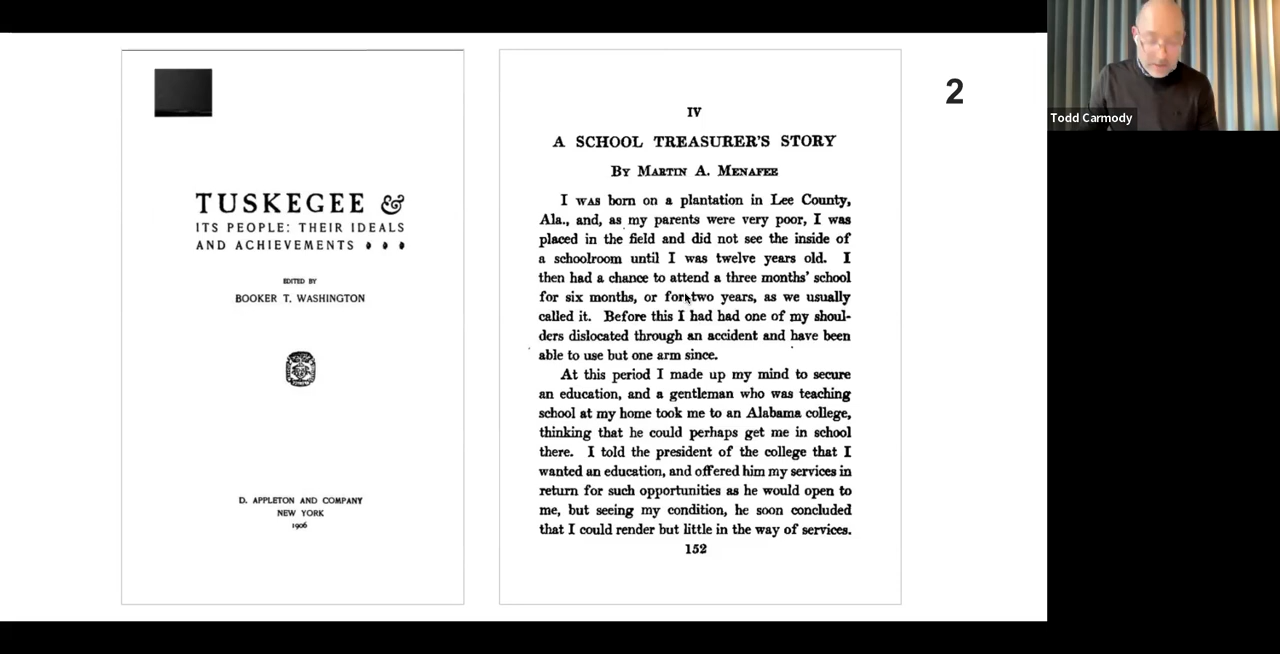 TUSKEGEE &
ITS PEOPLE: THEIR IDEALS
AND ACHIEVEMENTS
EDITED BY
BOOKER T. WASHINGTON
D. APPLETON AND COMPANY
NEW YORK
1906
IV
A SCHOOL TREASURER'S STORY
By Martin A. Menafee
I was born on a plantation in Lee County,
Ala., and, as my parents were very poor, I was
placed in the field and did not see the inside of
a schoolroom until I was twelve years old. I
then had a chance to attend a three months' school
for six months, or for two years, as we usually
called it. Before this I had had one of my shoul-
ders dislocated through an accident and have been
able to use but one arm since.
At this period I made up my mind to secure
an education, and a gentleman who was teaching
school at my home took me to an Alabama college,
thinking that he could perhaps get me in school
there. I told the president of the college that I
wanted an education, and offered him my services in
return for such opportunities as he would open to
me, but seeing my condition, he soon concluded
that I could render but little in the way of services.
152
2
Todd Carmody